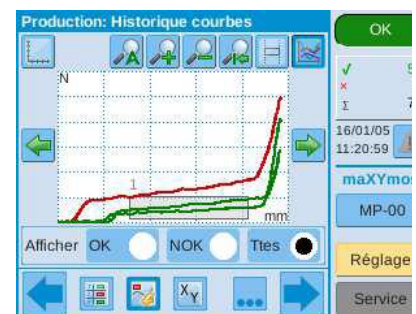 Production: Historique courbes
OK
N
A
1
mm
Σ
16/01/05
11:20:59
maXYmos
MP-00
Afficher OK NOK Ttes
Réglage
X Y
Service